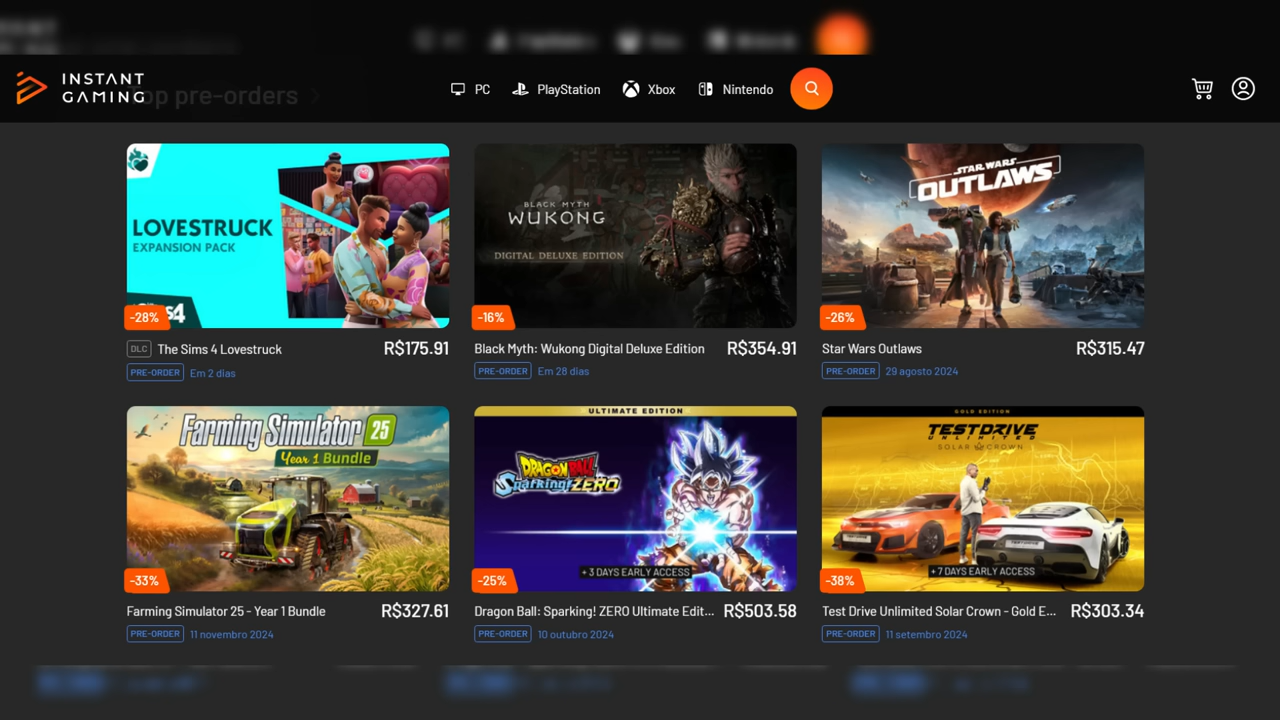 INSTANT
GAMING
PC
PlayStation
Xbox
Nintendo
Top pre-orders
LOVESTRUCK
EXPANSION PACK
-28%
DLC The Sims 4 Lovestruck R$175.91
PRE-ORDER Em 2 dias
BLACK MYTH
WUKONG
DIGITAL DELUXE EDITION
-16%
Black Myth: Wukong Digital Deluxe Edition R$354.91
PRE-ORDER Em 28 dias
STAR WARS
OUTLAWS
-26%
Star Wars Outlaws R$315.47
PRE-ORDER 29 agosto 2024
Farming Simulator 25
Year 1 Bundle
-33%
Farming Simulator 25 - Year 1 Bundle R$327.61
PRE-ORDER 11 novembro 2024
ULTIMATE EDITION
DRAGON BALL
Sparking! ZERO
+ 3 DAYS EARLY ACCESS
-25%
Dragon Ball: Sparking! ZERO Ultimate Edit... R$503.58
PRE-ORDER 10 outubro 2024
GOLD EDITION
TEST DRIVE
UNLIMITED
SOLAR CROWN
+ 7 DAYS EARLY ACCESS
-38%
Test Drive Unlimited Solar Crown - Gold E... R$303.34
PRE-ORDER 11 setembro 2024